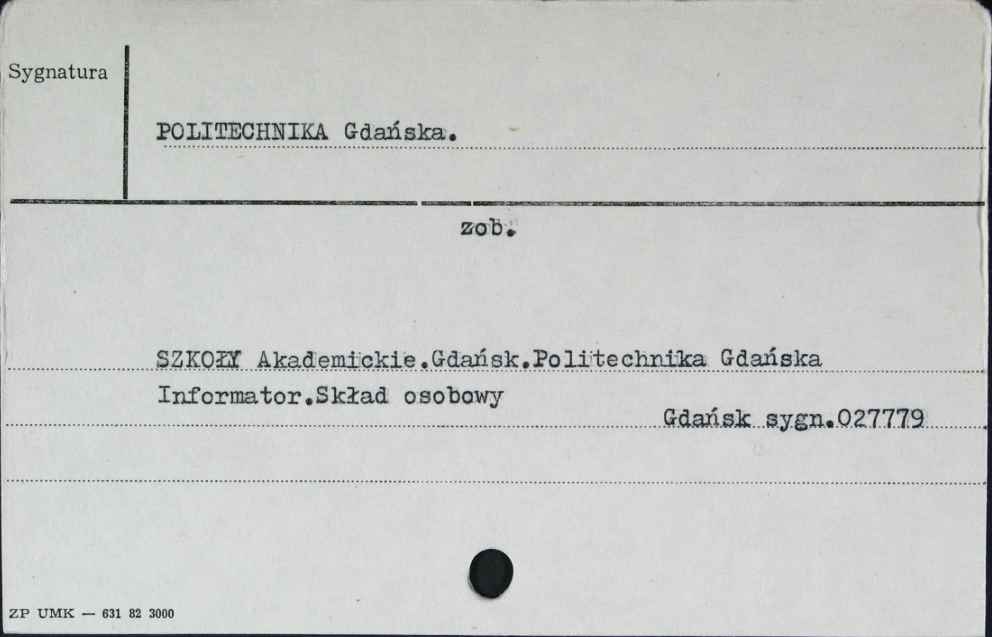 Sygnatura
POLITECHNIKA Gdańska.
zob.
SZKOŁY Akademickie.Gdańsk.Politechnika Gdańska
Informator.Skład osobowy
Gdańsk sygn.027779
ZP UMK — 631 82 3000